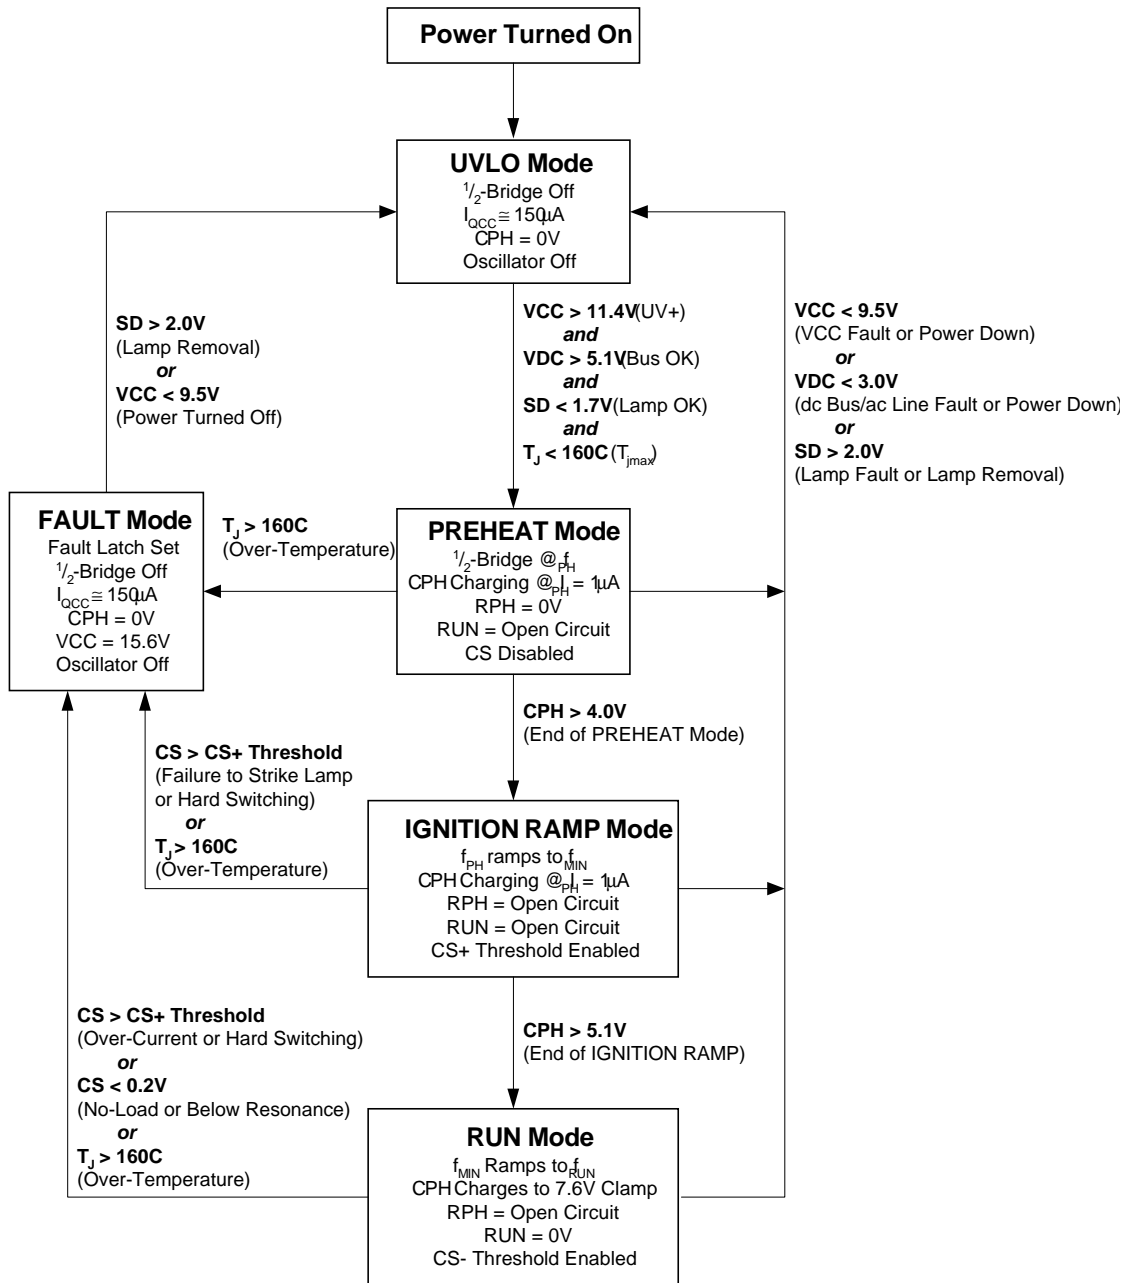 Power Turned On
UVLO Mode
1/2-Bridge Off
IQCC ≅ 150µA
CPH = 0V
Oscillator Off
SD > 2.0V
(Lamp Removal)
or
VCC < 9.5V
(Power Turned Off)
VCC > 11.4V (UV+)
and
VDC > 5.1V (Bus OK)
and
SD < 1.7V (Lamp OK)
and
TJ < 160C (Tjmax)
VCC < 9.5V
(VCC Fault or Power Down)
or
VDC < 3.0V
(dc Bus/ac Line Fault or Power Down)
or
SD > 2.0V
(Lamp Fault or Lamp Removal)
FAULT Mode
Fault Latch Set
1/2-Bridge Off
IQCC ≅ 150µA
CPH = 0V
VCC = 15.6V
Oscillator Off
TJ > 160C
(Over-Temperature)
PREHEAT Mode
1/2-Bridge @ fPH
CPH Charging @ IPH = 1µA
RPH = 0V
RUN = Open Circuit
CS Disabled
CPH > 4.0V
(End of PREHEAT Mode)
CS > CS+ Threshold
(Failure to Strike Lamp
or Hard Switching)
or
TJ > 160C
(Over-Temperature)
IGNITION RAMP Mode
fPH ramps to fMIN
CPH Charging @ IPH = 1µA
RPH = Open Circuit
RUN = Open Circuit
CS+ Threshold Enabled
CPH > 5.1V
(End of IGNITION RAMP)
CS > CS+ Threshold
(Over-Current or Hard Switching)
or
CS < 0.2V
(No-Load or Below Resonance)
or
TJ > 160C
(Over-Temperature)
RUN Mode
fMIN Ramps to fRUN
CPH Charges to 7.6V Clamp
RPH = Open Circuit
RUN = 0V
CS- Threshold Enabled